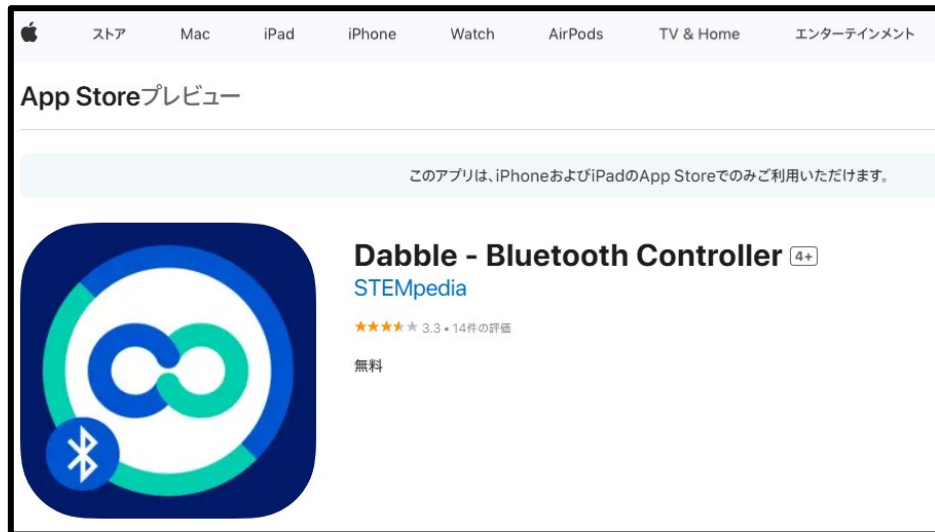 ストア Mac iPad iPhone Watch AirPods TV & Home エンターテインメント
App Storeプレビュー
このアプリは、iPhoneおよびiPadのApp Storeでのみご利用いただけます。
Dabble - Bluetooth Controller 4+
STEMpedia
★★★★★ 3.3 • 14件の評価
無料